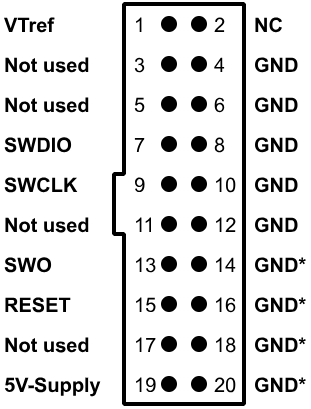 VTref 1 2 NC
Not used 3 4 GND
Not used 5 6 GND
SWDIO 7 8 GND
SWCLK 9 10 GND
Not used 11 12 GND
SWO 13 14 GND*
RESET 15 16 GND*
Not used 17 18 GND*
5V-Supply 19 20 GND*